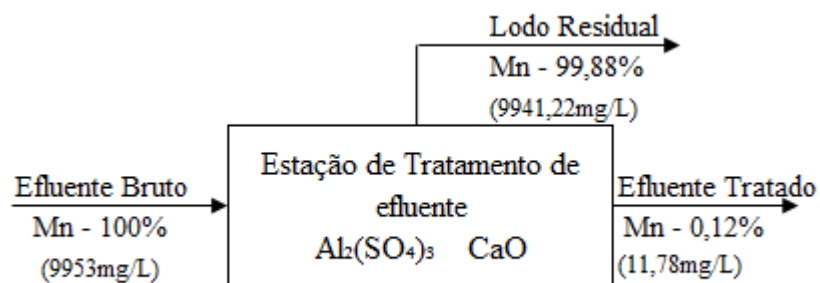 Lodo Residual
Mn - 99,88%
(9941,22mg/L)
Estação de Tratamento de
efluente
Al₂(SO₄)₃ CaO
Efluente Bruto
Mn - 100%
(9953mg/L)
Efluente Tratado
Mn - 0,12%
(11,78mg/L)